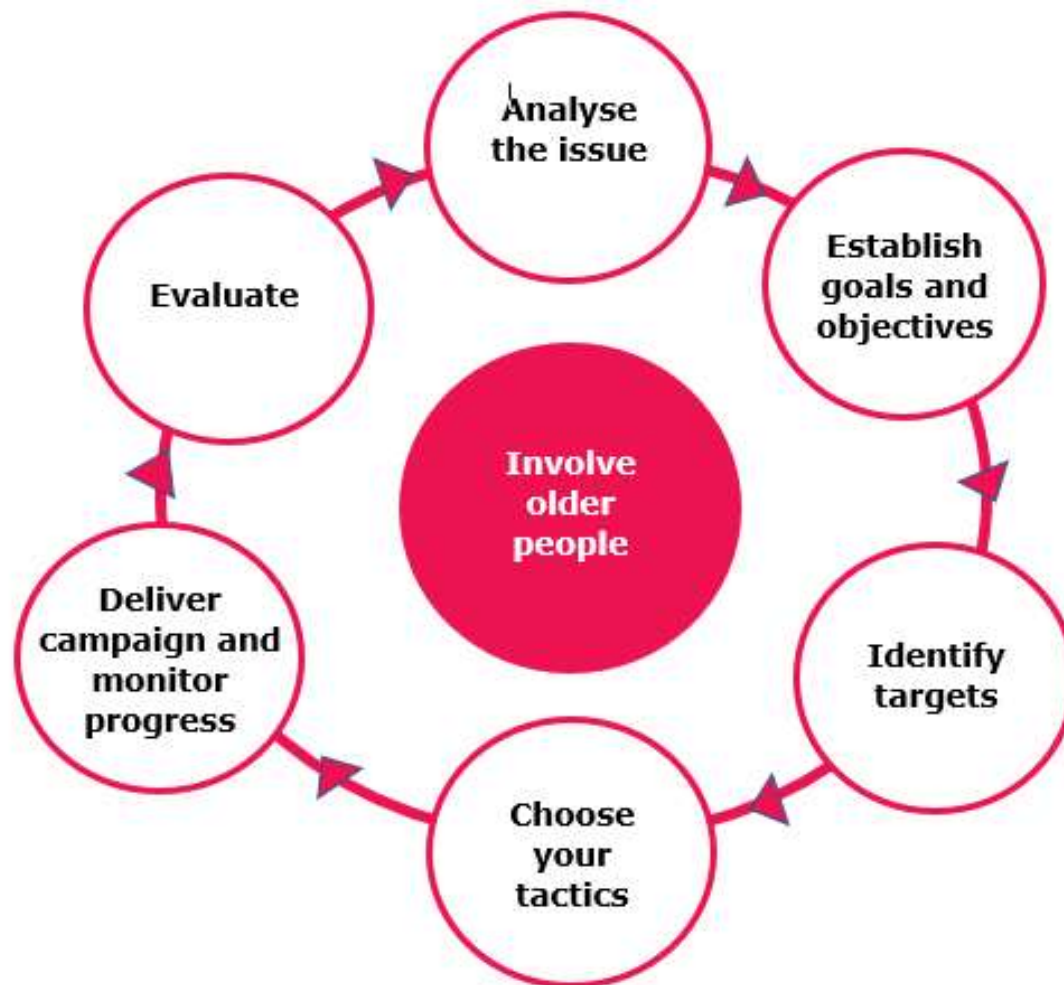 Analyse
the issue
Establish
goals and
objectives
Identify
targets
Choose
your
tactics
Deliver
campaign and
monitor
progress
Evaluate
Involve
older
people